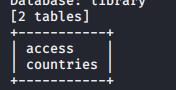 Database: library
[2 tables]
+-----------+
| access    |
| countries |
+-----------+